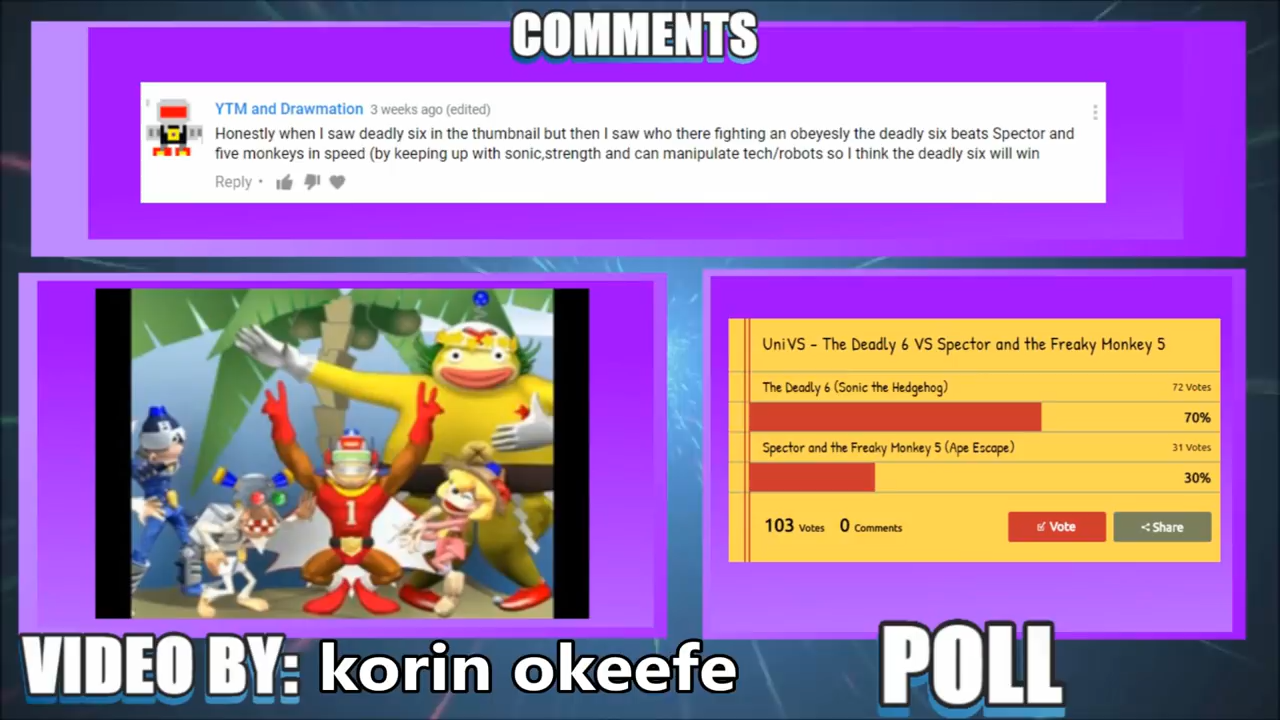 COMMENTS
YTM and Drawmation 3 weeks ago (edited)
Honestly when I saw deadly six in the thumbnail but then I saw who there fighting an obeyesly the deadly six beats Spector and
five monkeys in speed (by keeping up with sonic,strength and can manipulate tech/robots so I think the deadly six will win
Reply •
1
UniVS - The Deadly 6 VS Spector and the Freaky Monkey 5
The Deadly 6 (Sonic the Hedgehog) 72 Votes
70%
Spector and the Freaky Monkey 5 (Ape Escape) 31 Votes
30%
103 Votes 0 Comments Vote Share
VIDEO BY: korin okeefe
POLL